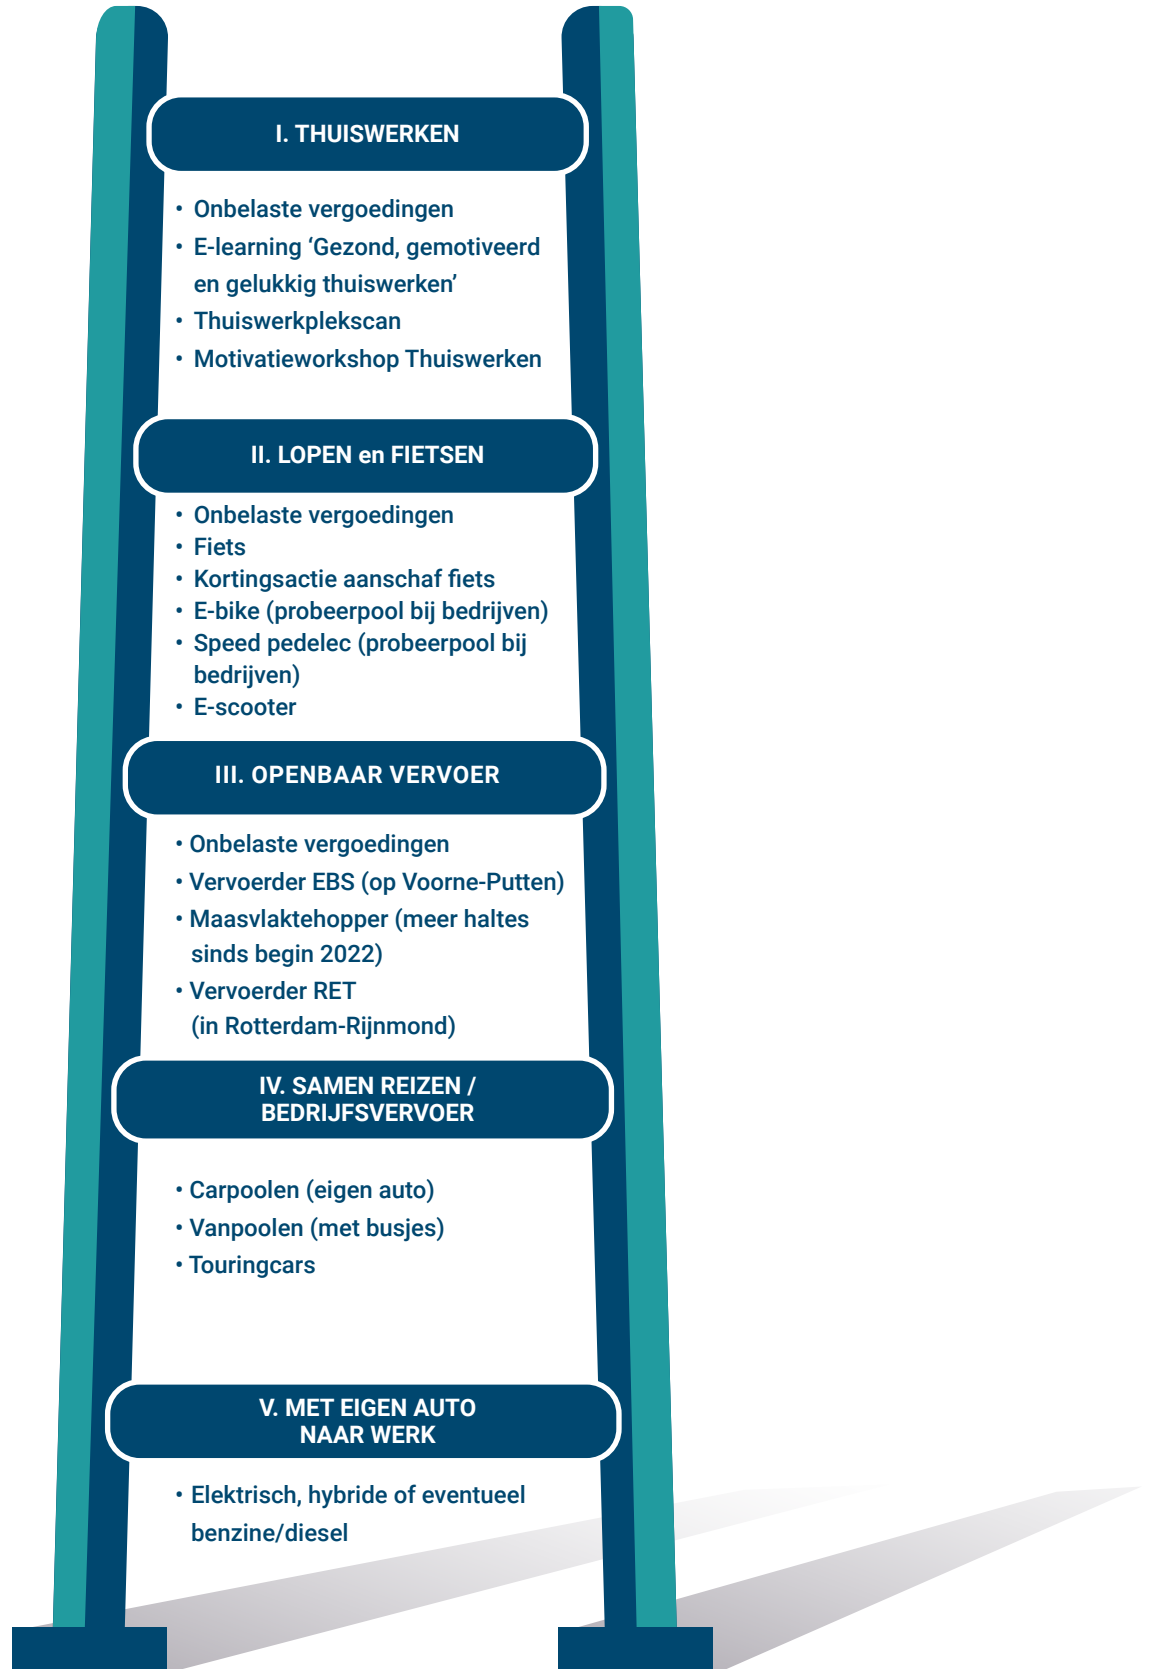 I. THUISWERKEN
• Onbelaste vergoedingen
• E-learning ‘Gezond, gemotiveerd
en gelukkig thuiswerken’
• Thuiswerkplekscan
• Motivatieworkshop Thuiswerken
II. LOPEN en FIETSEN
• Onbelaste vergoedingen
• Fiets
• Kortingsactie aanschaf fiets
• E-bike (probeerpool bij bedrijven)
• Speed pedelec (probeerpool bij
bedrijven)
• E-scooter
III. OPENBAAR VERVOER
• Onbelaste vergoedingen
• Vervoerder EBS (op Voorne-Putten)
• Maasvlaktehopper (meer haltes
sinds begin 2022)
• Vervoerder RET
(in Rotterdam-Rijnmond)
IV. SAMEN REIZEN /
BEDRIJFSVERVOER
• Carpoolen (eigen auto)
• Vanpoolen (met busjes)
• Touringcars
V. MET EIGEN AUTO
NAAR WERK
• Elektrisch, hybride of eventueel
benzine/diesel